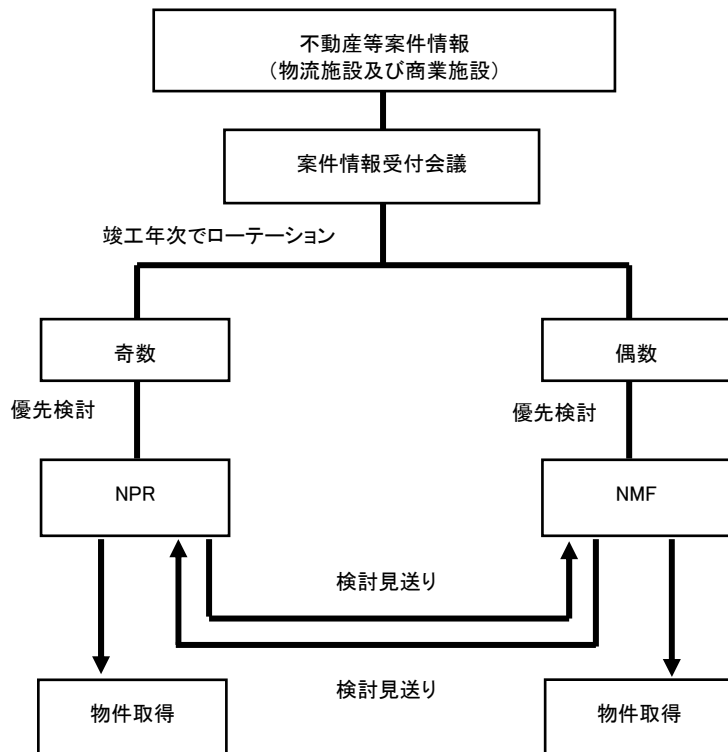 不動産等案件情報
（物流施設及び商業施設）
案件情報受付会議
竣工年次でローテーション
奇数
偶数
優先検討
優先検討
NPR
NMF
検討見送り
検討見送り
物件取得
物件取得